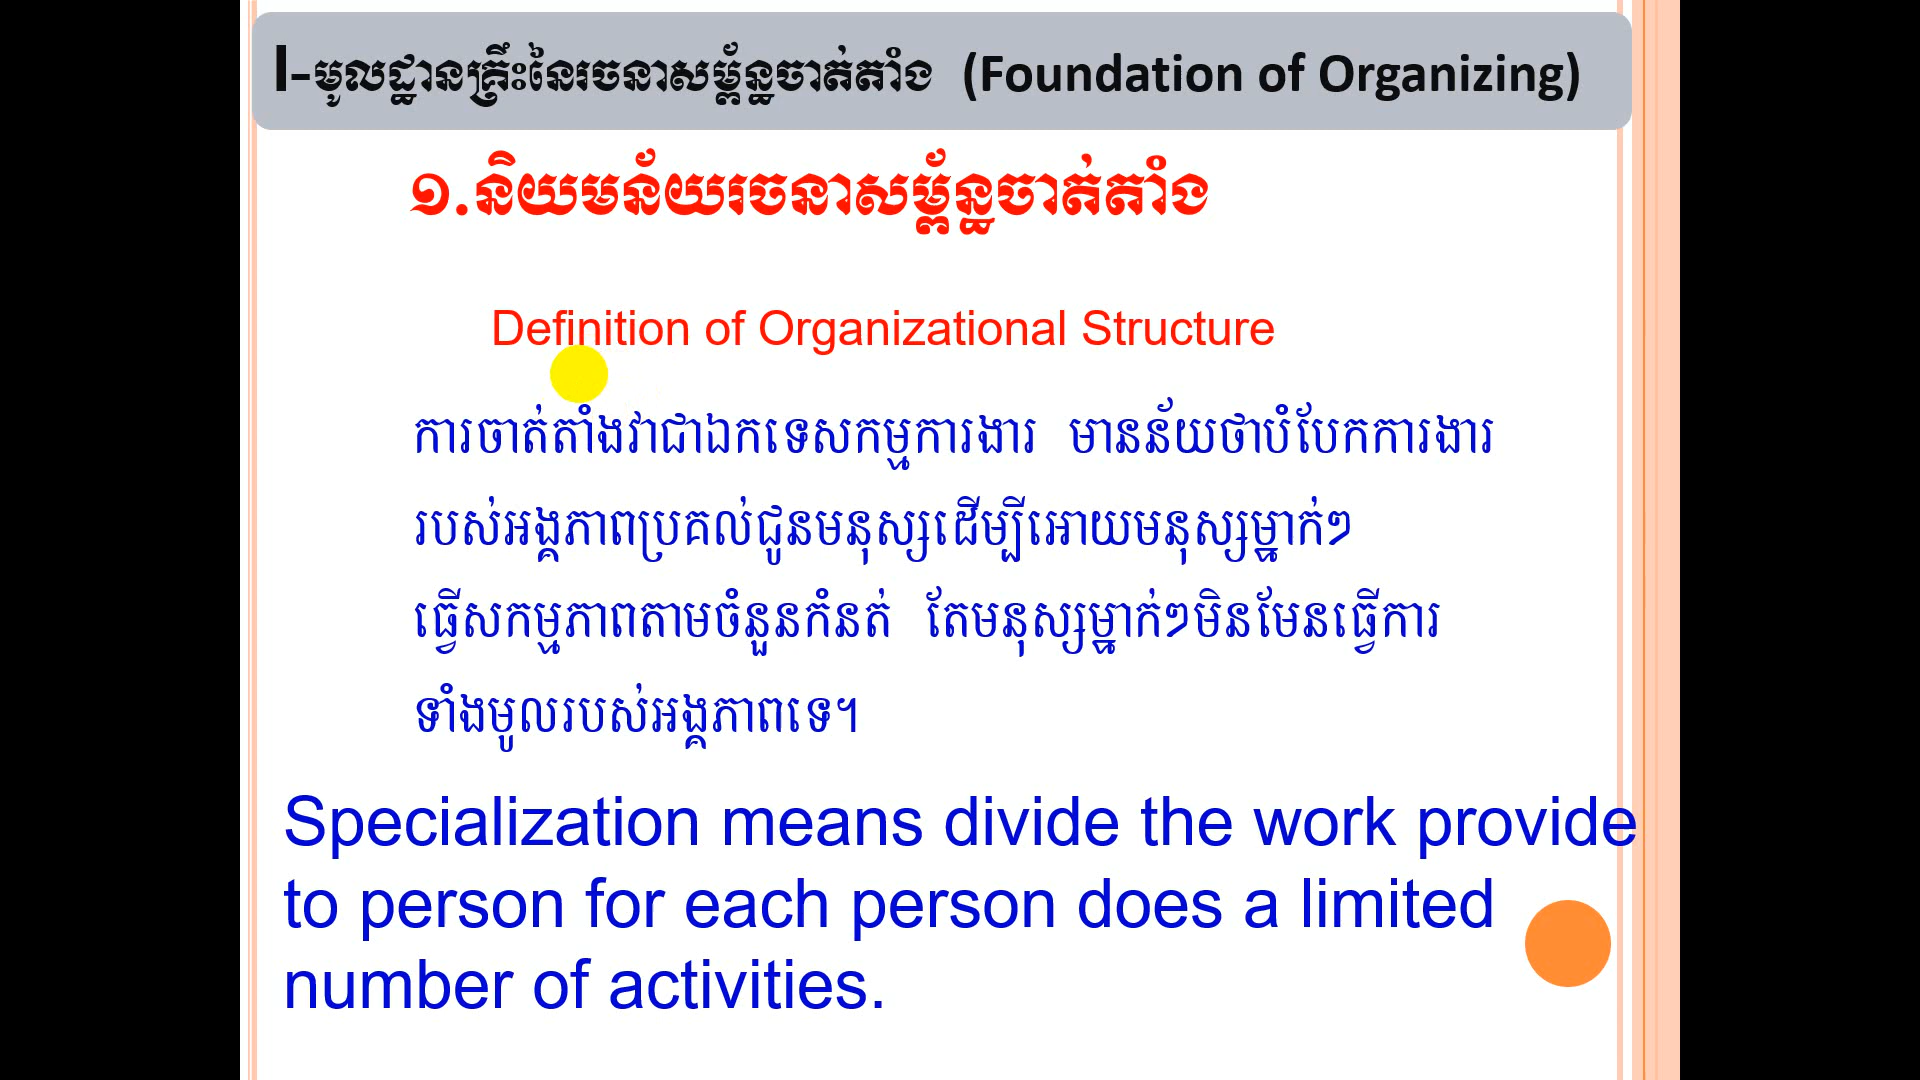 I-មូលដ្ឋានគ្រឹះនៃរចនាសម្ព័ន្ធចាត់តាំង (Foundation of Organizing)
១.និយមន័យរចនាសម្ព័ន្ធចាត់តាំង
Definition of Organizational Structure
ការចាត់តាំងវាជាឯកទេសកម្មការងារ មានន័យថាបំបែកការងារ
របស់អង្គភាពប្រគល់ជូនមនុស្សដើម្បីអោយមនុស្សម្នាក់ៗ
ធ្វើសកម្មភាពតាមចំនួនកំនត់ តែមនុស្សម្នាក់ៗមិនមែនធ្វើការ
ទាំងមូលរបស់អង្គភាពទេ។
Specialization means divide the work provide
to person for each person does a limited
number of activities.